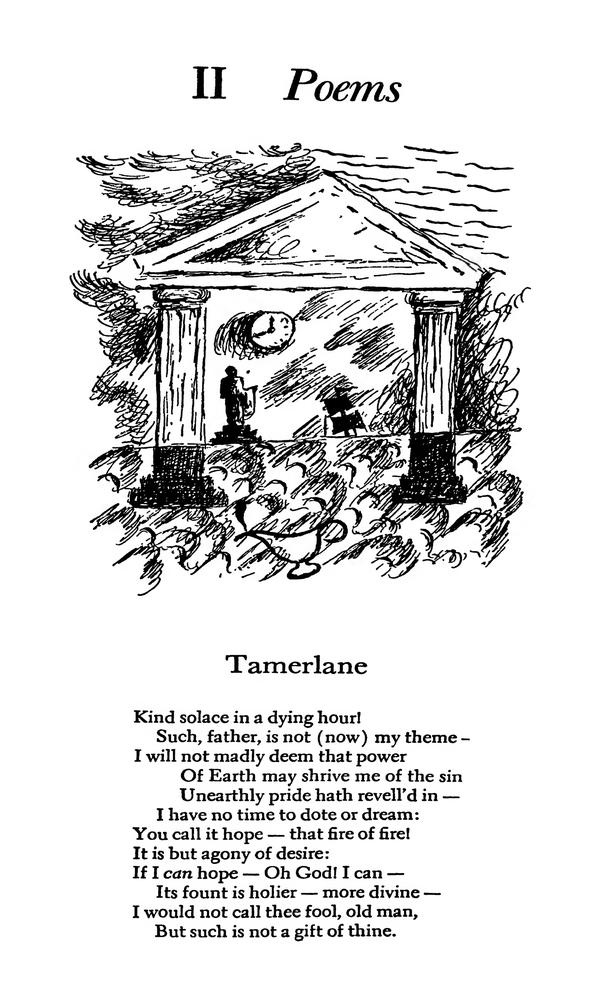 II Poems
Tamerlane
Kind solace in a dying hour!
Such, father, is not (now) my theme –
I will not madly deem that power
Of Earth may shrive me of the sin
Unearthly pride hath revell'd in —
I have no time to dote or dream:
You call it hope — that fire of fire!
It is but agony of desire:
If I can hope — Oh God! I can —
Its fount is holier — more divine —
I would not call thee fool, old man,
But such is not a gift of thine.